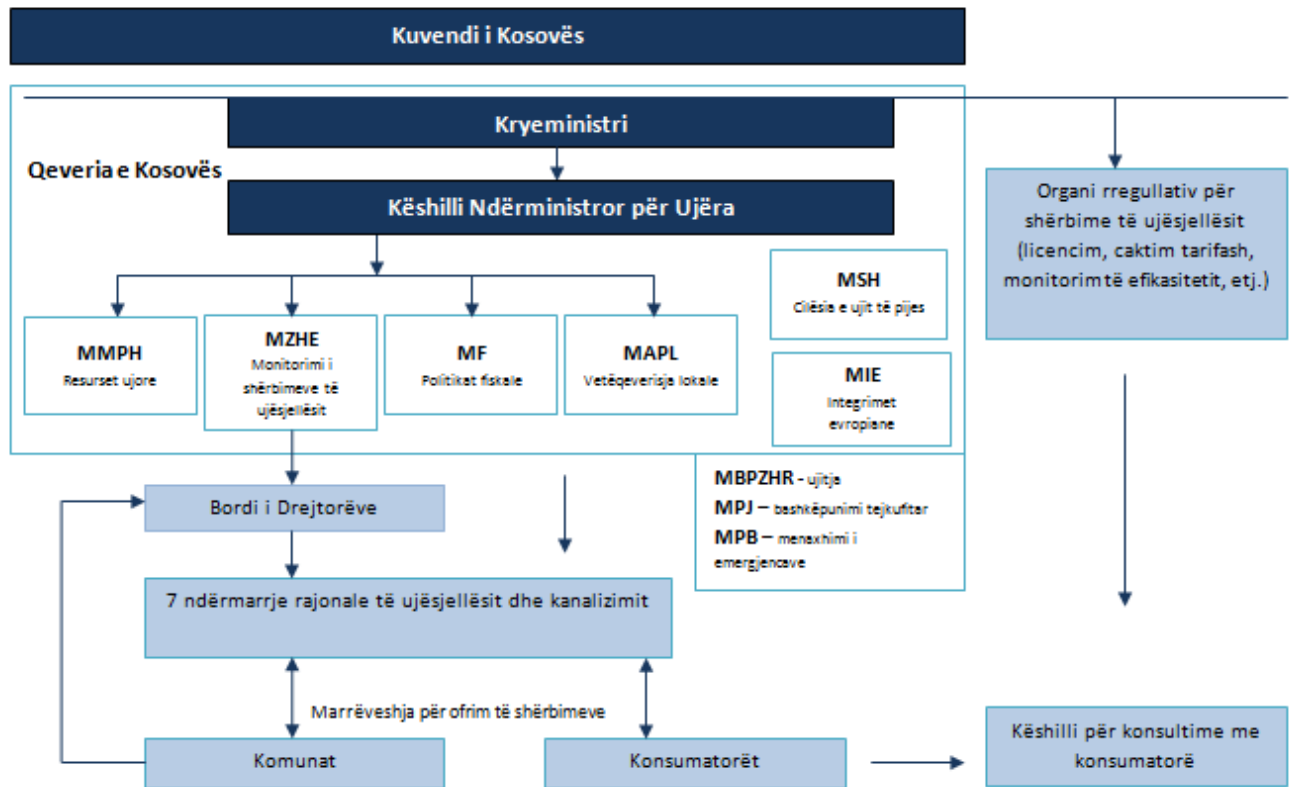 Kuvendi i Kosovës
Kryeministri
Qeveria e Kosovës
Këshilli Ndërministror për Ujëra
Organi rregullativ për
shërbime të ujësjellësit
(licencim, caktim tarifash,
monitorim të efikasitetit, etj.)
MSH
Cilësia e ujit të pijes
MMPH
Resurset ujore
MZHE
Monitorimi i
shërbimeve të
ujësjellësit
MF
Politikat fiskale
MAPL
Vetëqeverisja lokale
MIE
Integrimet
evropiane
MBPZHR - ujitja
MPJ – bashkëpunimi tejkufitar
MPB – menaxhimi i
emergjencave
Bordi i Drejtorëve
7 ndërmarrje rajonale të ujësjellësit dhe kanalizimit
Marrëveshja për ofrim të shërbimeve
Komunat
Konsumatorët
Këshilli për konsultime me
konsumatorë